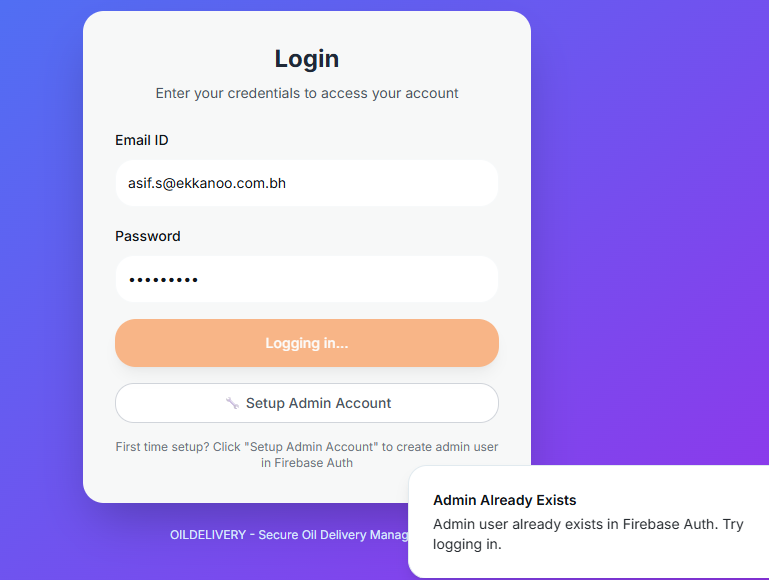 Login
Enter your credentials to access your account
Email ID
asif.s@ekkanoo.com.bh
Password
•••••••••
Logging in...
🔧 Setup Admin Account
First time setup? Click "Setup Admin Account" to create admin user
in Firebase Auth
Admin Already Exists
Admin user already exists in Firebase Auth. Try
logging in.
OILDELIVERY - Secure Oil Delivery